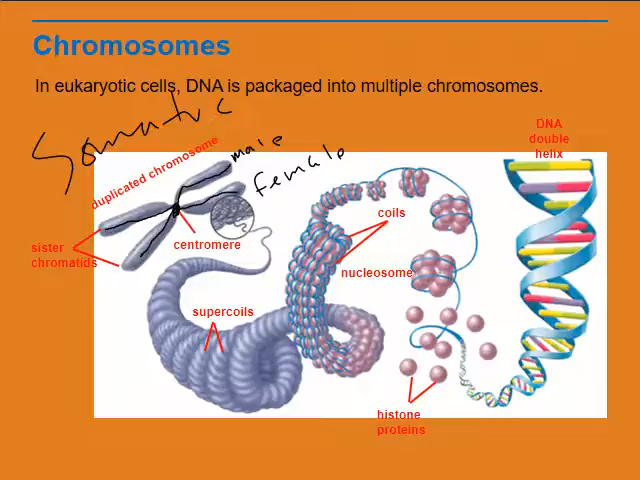 Chromosomes
In eukaryotic cells, DNA is packaged into multiple chromosomes.
Somatic
duplicated chromosome
male
Female
DNA
double
helix
coils
sister
chromatids
centromere
nucleosome
supercoils
histone
proteins